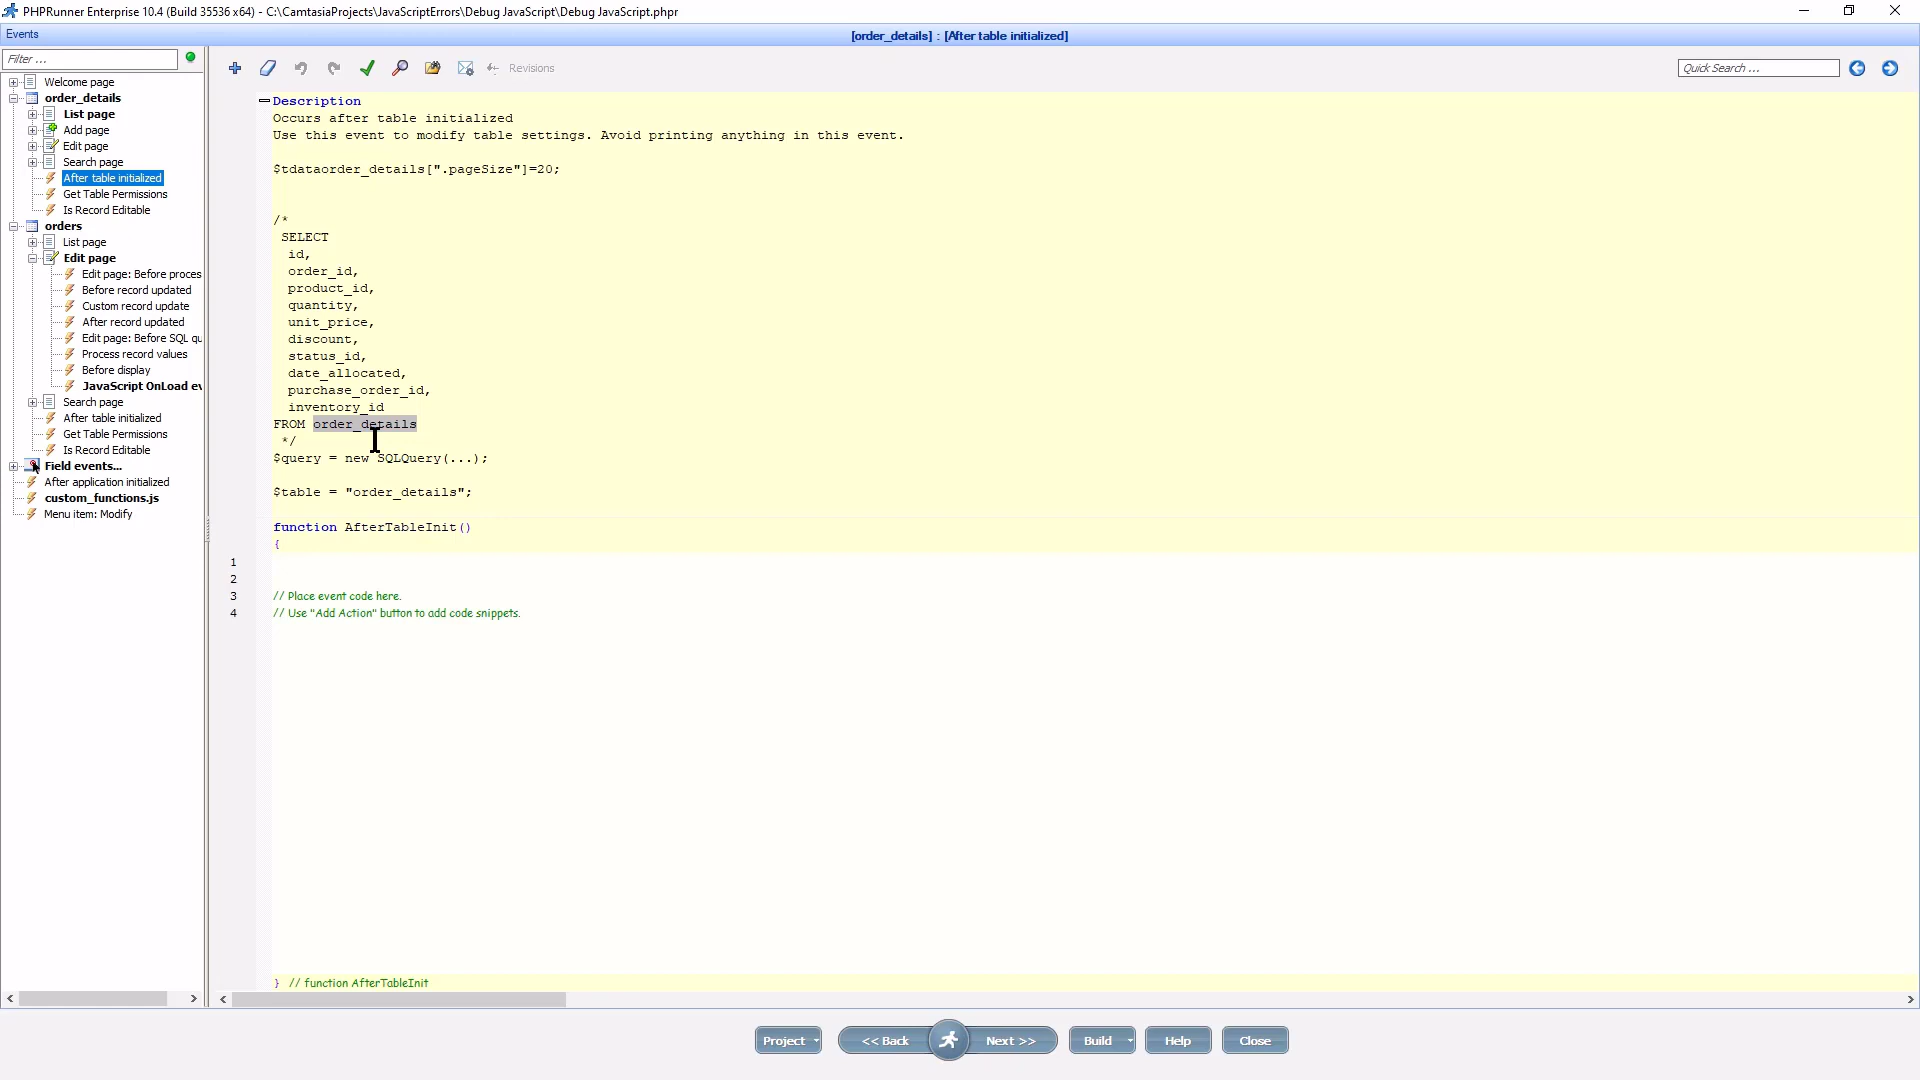 PHPRunner Enterprise 10.4 (Build 35536 x64) - C:\CamtasiaProjects\JavaScriptErrors\Debug JavaScript\Debug JavaScript.phpr
Events
[order_details] : [After table initialized]
Filter ...
Revisions
Quick Search ...
Welcome page
order_details
List page
Add page
Edit page
Search page
After table initialized
Get Table Permissions
Is Record Editable
orders
List page
Edit page
Edit page: Before proces
Before record updated
Custom record update
After record updated
Edit page: Before SQL qu
Process record values
Before display
JavaScript OnLoad ev
Search page
After table initialized
Get Table Permissions
Is Record Editable
Field events...
After application initialized
custom_functions.js
Menu item: Modify
Description
Occurs after table initialized
Use this event to modify table settings. Avoid printing anything in this event.
$tdataorder_details[".pageSize"]=20;
/*
SELECT
id,
order_id,
product_id,
quantity,
unit_price,
discount,
status_id,
date_allocated,
purchase_order_id,
inventory_id
FROM order_details
*/
$query = new SQLQuery(...);
$table = "order_details";
function AfterTableInit()
{
1
2
3 // Place event code here.
4 // Use "Add Action" button to add code snippets.
} // function AfterTableInit
Project
<< Back
Next >>
Build
Help
Close